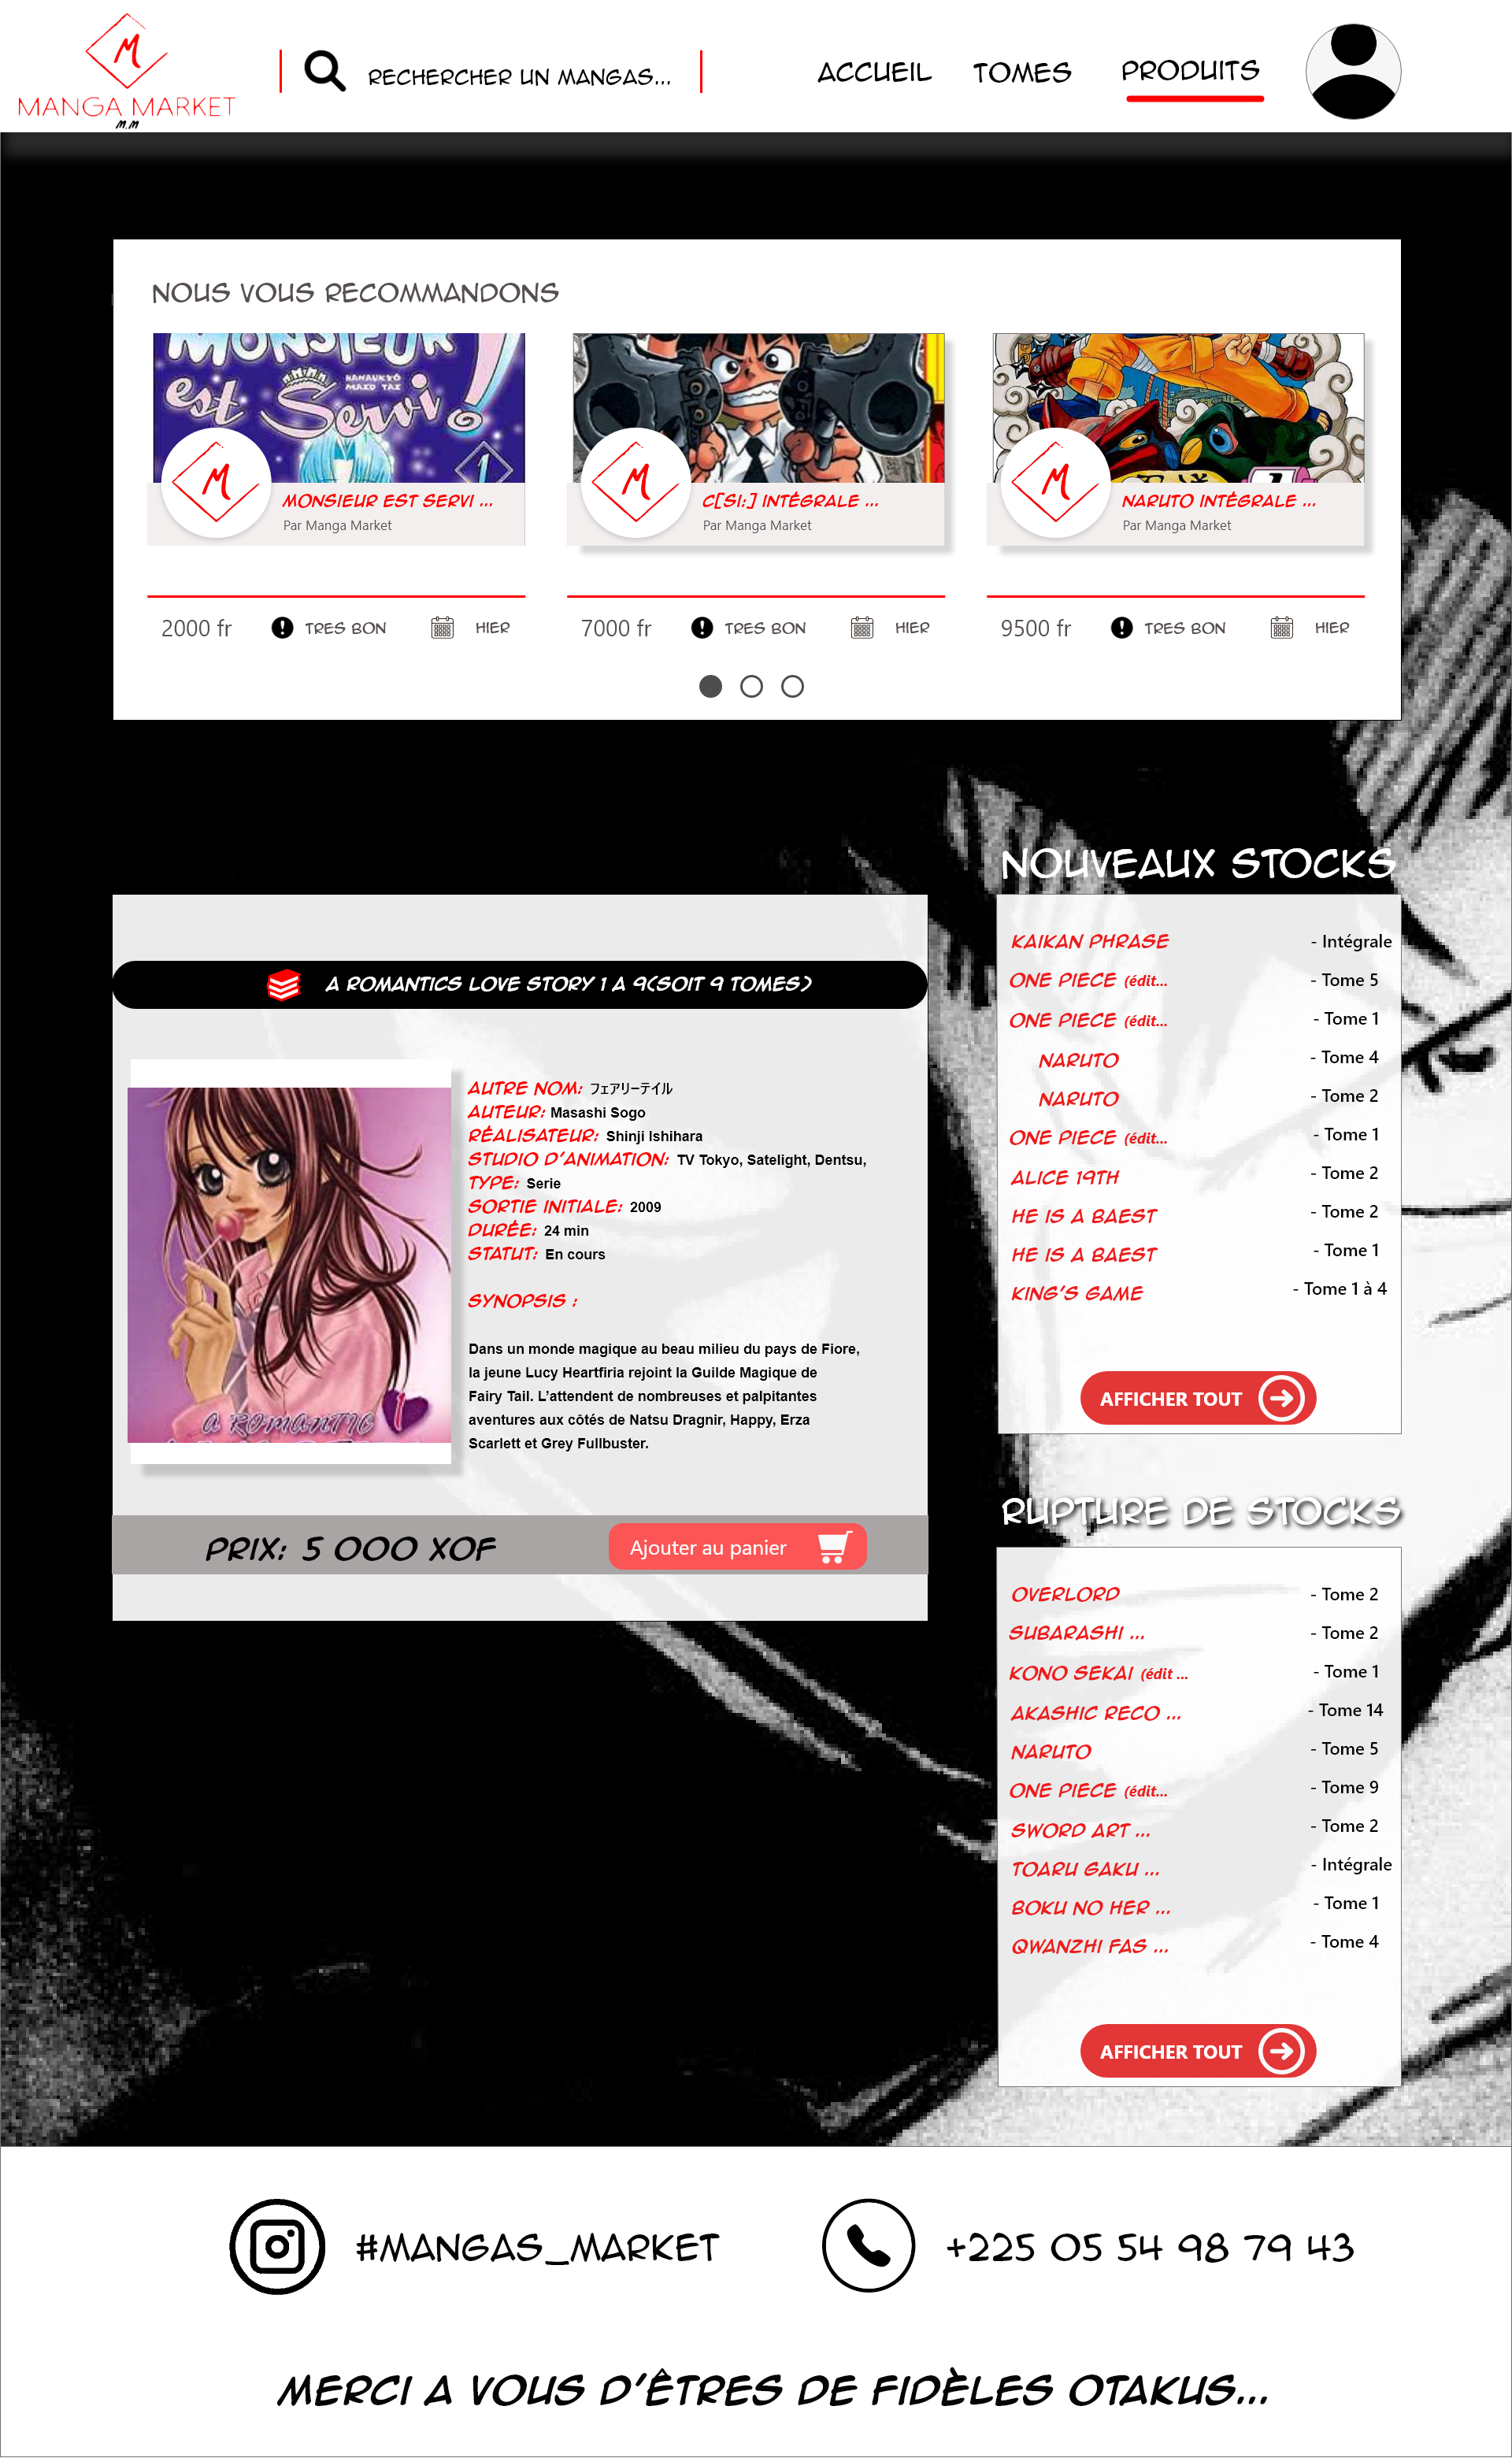 M
MANGA MARKET
M.M
RECHERCHER UN MANGAS...
ACCUEIL
TOMES
PRODUITS
NOUS VOUS RECOMMANDONS
MONSIEUR
est Servi!
HANAUKYO
MAID TAI
1
M
MONSIEUR EST SERVI ...
Par Manga Market
M
C[SI;] INTÉGRALE ...
Par Manga Market
M
NARUTO INTÉGRALE ...
Par Manga Market
2000 fr
TRES BON
HIER
7000 fr
TRES BON
HIER
9500 fr
TRES BON
HIER
A ROMANTICS LOVE STORY 1 A 9(SOIT 9 TOMES)
A ROMANTIC
1
AUTRE NOM: フェアリーテイル
AUTEUR: Masashi Sogo
RÉALISATEUR: Shinji Ishihara
STUDIO D'ANIMATION: TV Tokyo, Satelight, Dentsu,
TYPE: Serie
SORTIE INITIALE: 2009
DURÉE: 24 min
STATUT: En cours
SYNOPSIS :
Dans un monde magique au beau milieu du pays de Fiore,
la jeune Lucy Heartfiria rejoint la Guilde Magique de
Fairy Tail. L'attendent de nombreuses et palpitantes
aventures aux côtés de Natsu Dragnir, Happy, Erza
Scarlett et Grey Fullbuster.
PRIX: 5 000 XOF
Ajouter au panier
NOUVEAUX STOCKS
KAIKAN PHRASE - Intégrale
ONE PIECE (édit... - Tome 5
ONE PIECE (édit... - Tome 1
NARUTO - Tome 4
NARUTO - Tome 2
ONE PIECE (édit... - Tome 1
ALICE 19TH - Tome 2
HE IS A BAEST - Tome 2
HE IS A BAEST - Tome 1
KING'S GAME - Tome 1 à 4
AFFICHER TOUT
RUPTURE DE STOCKS
OVERLORD - Tome 2
SUBARASHI ... - Tome 2
KONO SEKAI (édit ... - Tome 1
AKASHIC RECO ... - Tome 14
NARUTO - Tome 5
ONE PIECE (édit... - Tome 9
SWORD ART ... - Tome 2
TOARU GAKU ... - Intégrale
BOKU NO HER ... - Tome 1
QWANZHI FAS ... - Tome 4
AFFICHER TOUT
#MANGAS_MARKET
+225 05 54 98 79 43
MERCI A VOUS D'ÊTRES DE FIDÈLES OTAKUS...